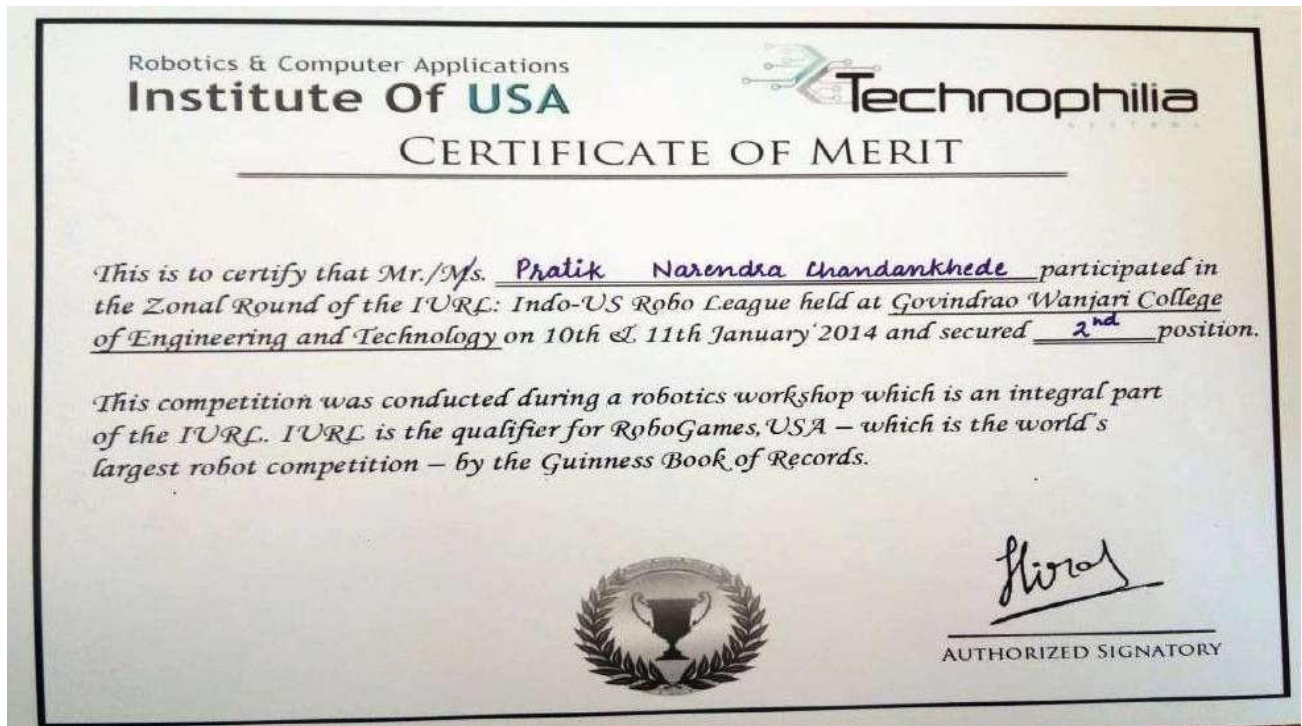 Robotics & Computer Applications
Institute Of USA
Technophilia
SYSTEMS
CERTIFICATE OF MERIT
This is to certify that Mr./Ms. Pratik Narendra Chandankhede participated in
the Zonal Round of the IURL: Indo-US Robo League held at Govindrao Wanjari College
of Engineering and Technology on 10th & 11th January'2014 and secured 2nd position.
This competition was conducted during a robotics workshop which is an integral part
of the IURL. IURL is the qualifier for RoboGames, USA – which is the world's
largest robot competition – by the Guinness Book of Records.
AUTHORIZED SIGNATORY